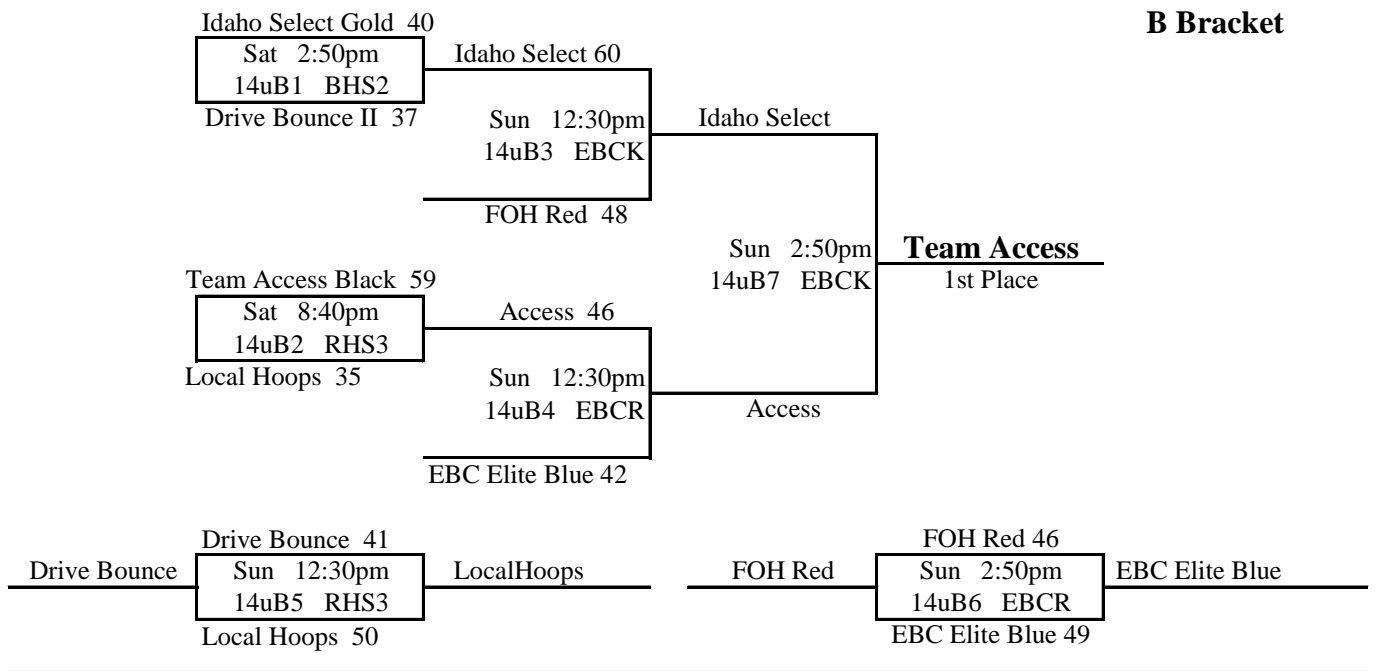 B Bracket
Idaho Select Gold 40
Sat 2:50pm
14uB1 BHS2
Drive Bounce II 37
Idaho Select 60
Sun 12:30pm
14uB3 EBCK
FOH Red 48
Idaho Select
Sun 2:50pm
14uB7 EBCK
Team Access
1st Place
Team Access Black 59
Sat 8:40pm
14uB2 RHS3
Local Hoops 35
Access 46
Sun 12:30pm
14uB4 EBCR
EBC Elite Blue 42
Access
Drive Bounce
Drive Bounce 41
Sun 12:30pm
14uB5 RHS3
Local Hoops 50
LocalHoops
FOH Red
FOH Red 46
Sun 2:50pm
14uB6 EBCR
EBC Elite Blue 49
EBC Elite Blue